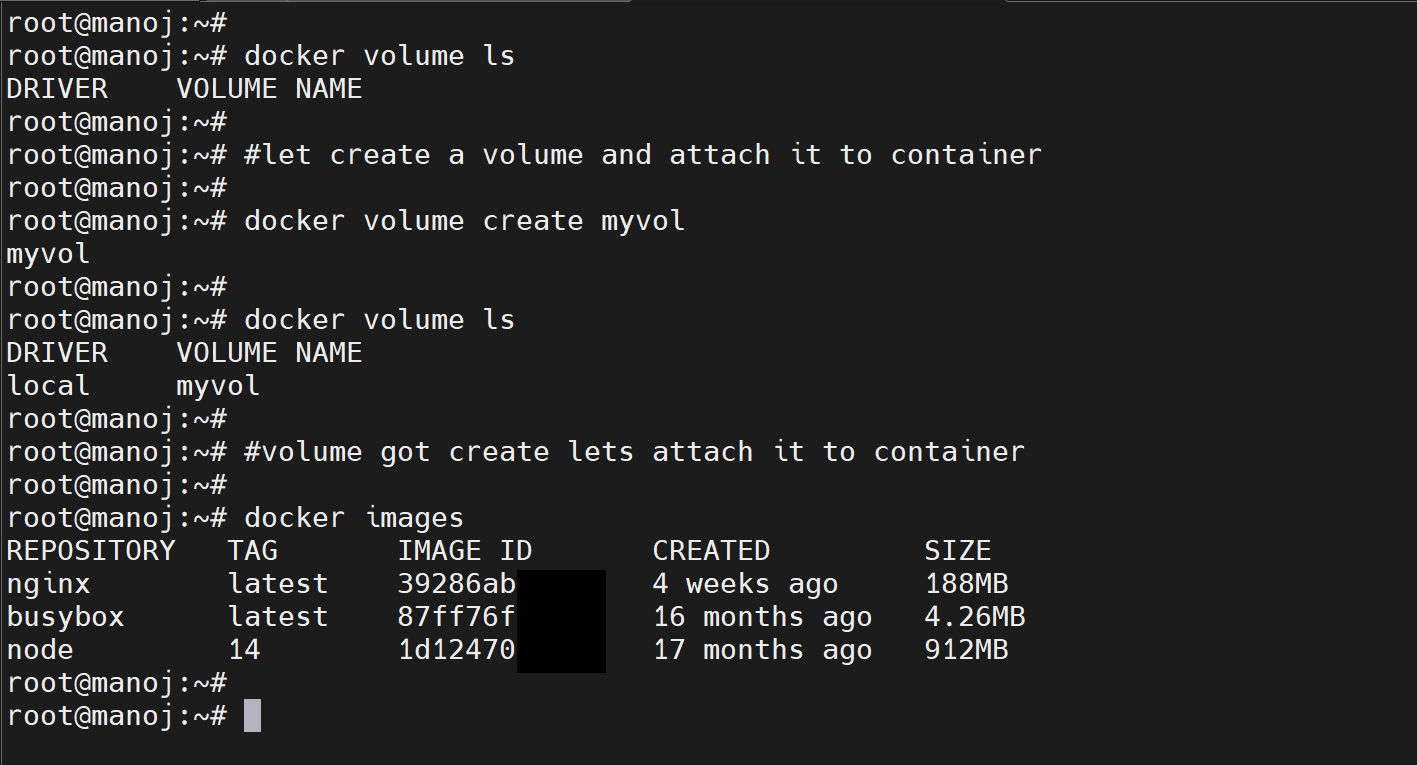 root@manoj:~#
root@manoj:~# docker volume ls
DRIVER    VOLUME NAME
root@manoj:~#
root@manoj:~# #let create a volume and attach it to container
root@manoj:~#
root@manoj:~# docker volume create myvol
myvol
root@manoj:~#
root@manoj:~# docker volume ls
DRIVER    VOLUME NAME
local     myvol
root@manoj:~#
root@manoj:~# #volume got create lets attach it to container
root@manoj:~#
root@manoj:~# docker images
REPOSITORY   TAG       IMAGE ID       CREATED         SIZE
nginx        latest    39286ab        4 weeks ago     188MB
busybox      latest    87ff76f        16 months ago   4.26MB
node         14        1d12470        17 months ago   912MB
root@manoj:~#
root@manoj:~#